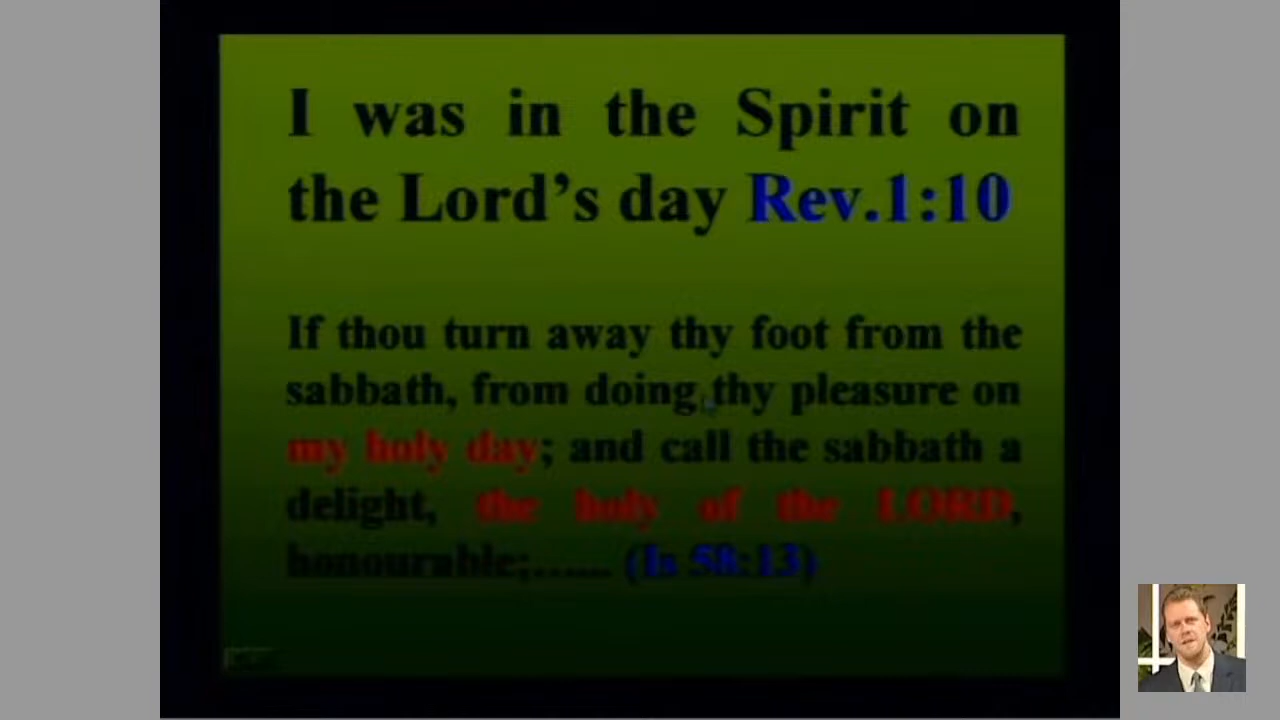 I was in the Spirit on
the Lord's day Rev.1:10
If thou turn away thy foot from the
sabbath, from doing thy pleasure on
my holy day; and call the sabbath a
delight, the holy of the LORD,
honourable;...... (Is 58:13)